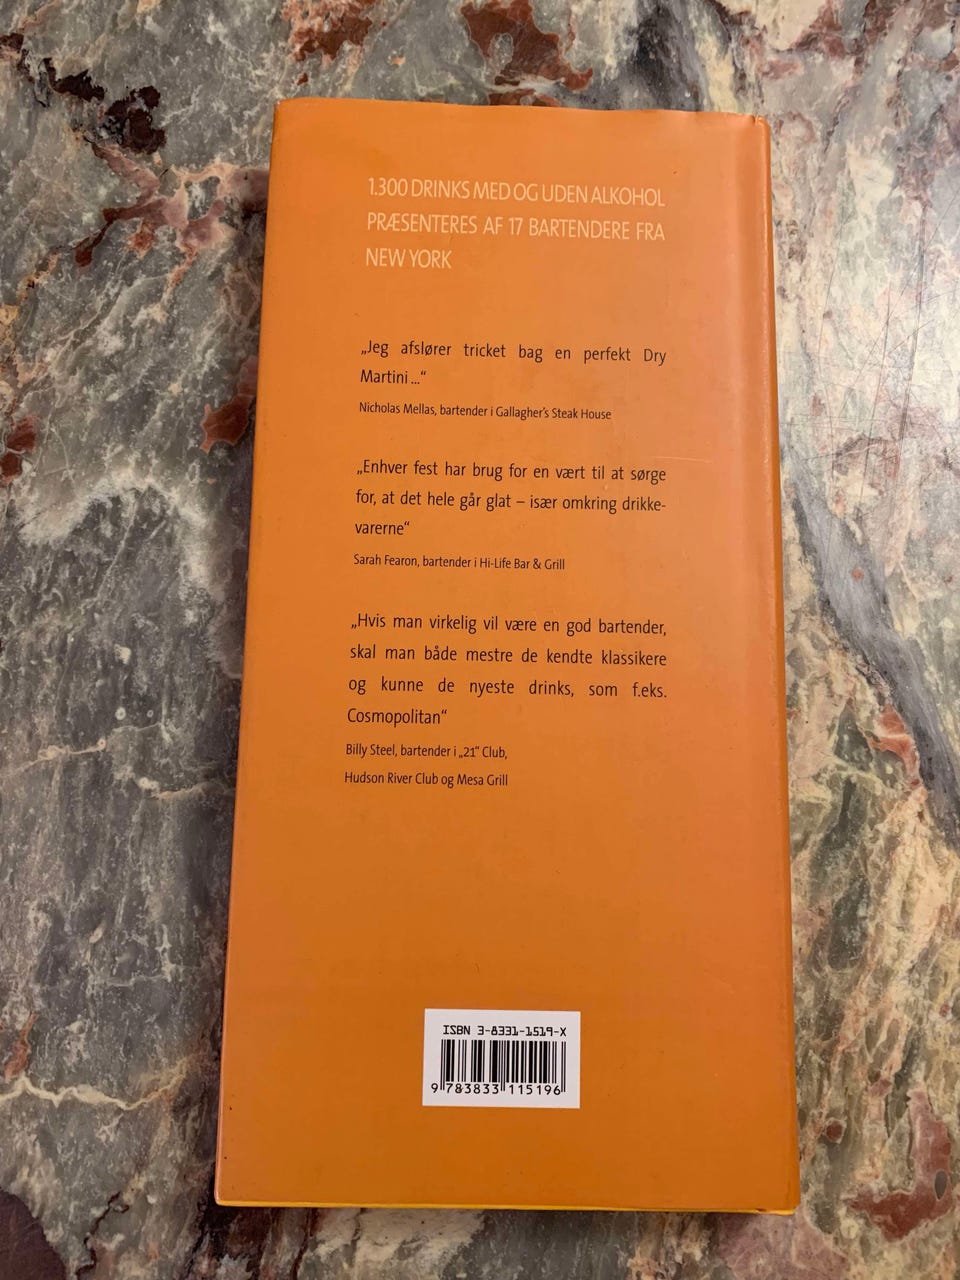 1.300 DRINKS MED OG UDEN ALKOHOL
PRÆSENTERES AF 17 BARTENDERE FRA
NEW YORK
„Jeg afslører tricket bag en perfekt Dry
Martini ...“
Nicholas Mellas, bartender i Gallagher's Steak House
„Enhver fest har brug for en vært til at sørge
for, at det hele går glat – især omkring drikke-
varerne“
Sarah Fearon, bartender i Hi-Life Bar & Grill
„Hvis man virkelig vil være en god bartender,
skal man både mestre de kendte klassikere
og kunne de nyeste drinks, som f.eks.
Cosmopolitan“
Billy Steel, bartender i „21“ Club,
Hudson River Club og Mesa Grill
ISBN 3-8331-1519-X
9 783833 115196